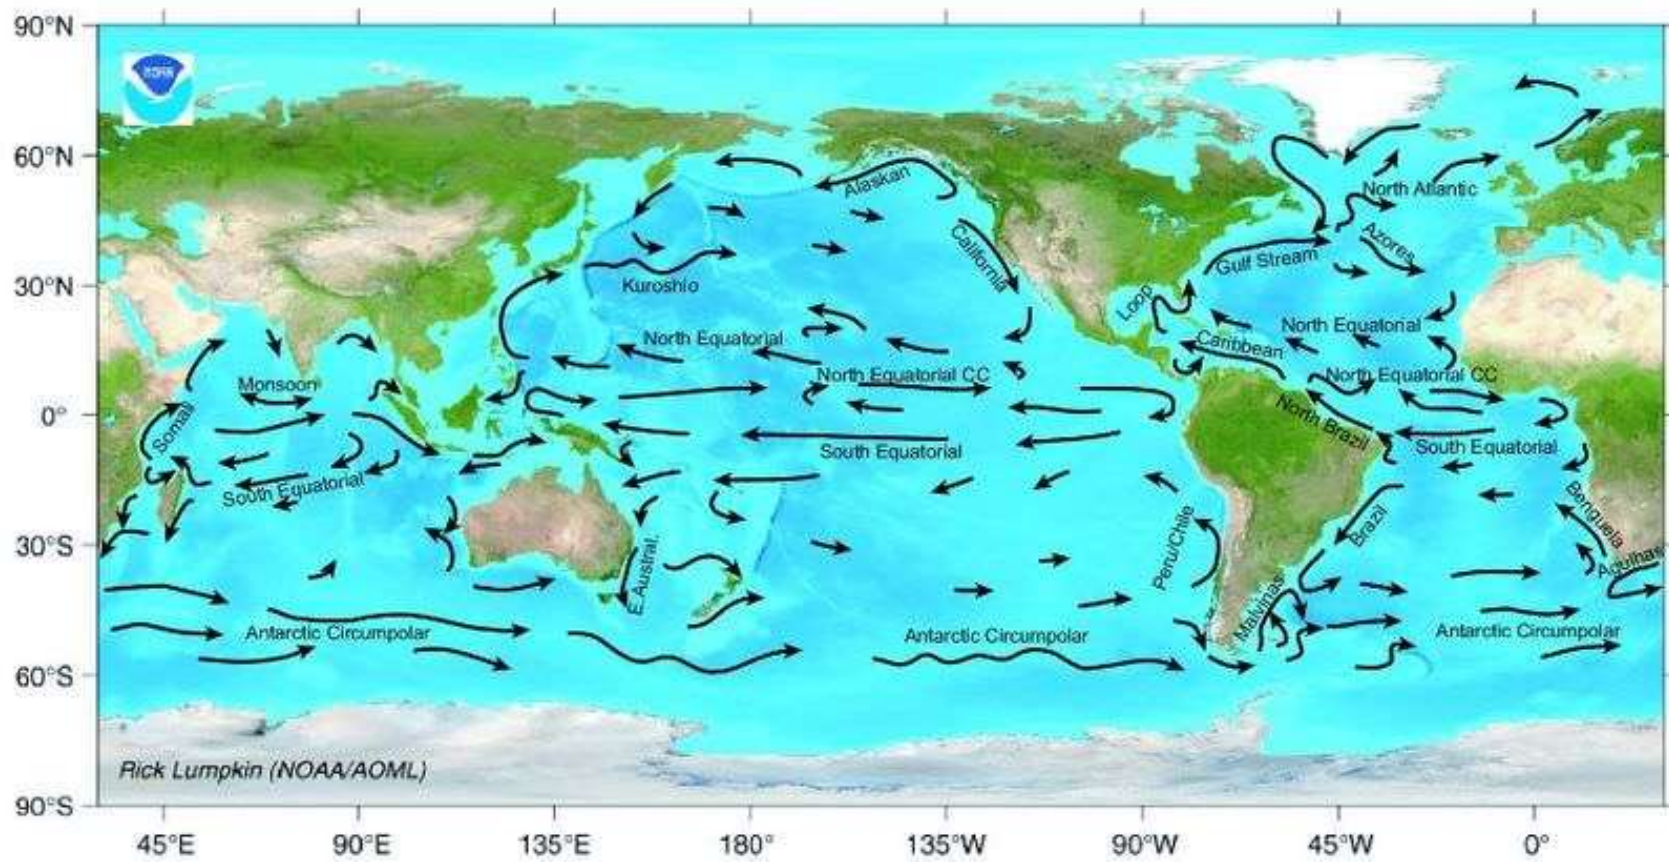 90°N
60°N
30°N
0°
30°S
60°S
90°S
NOAA
Alaskan
North Atlantic
California
Gulf Stream
Azores
Kuroshio
Loop
North Equatorial
North Equatorial
Caribbean
Monsoon
North Equatorial CC
North Equatorial CC
Somali
North Brazil
South Equatorial
South Equatorial
South Equatorial
Benguela
Brazil
Peru/Chile
E.Austral.
Agulhas
Malvinas
Antarctic Circumpolar
Antarctic Circumpolar
Antarctic Circumpolar
Rick Lumpkin (NOAA/AOML)
45°E 90°E 135°E 180° 135°W 90°W 45°W 0°